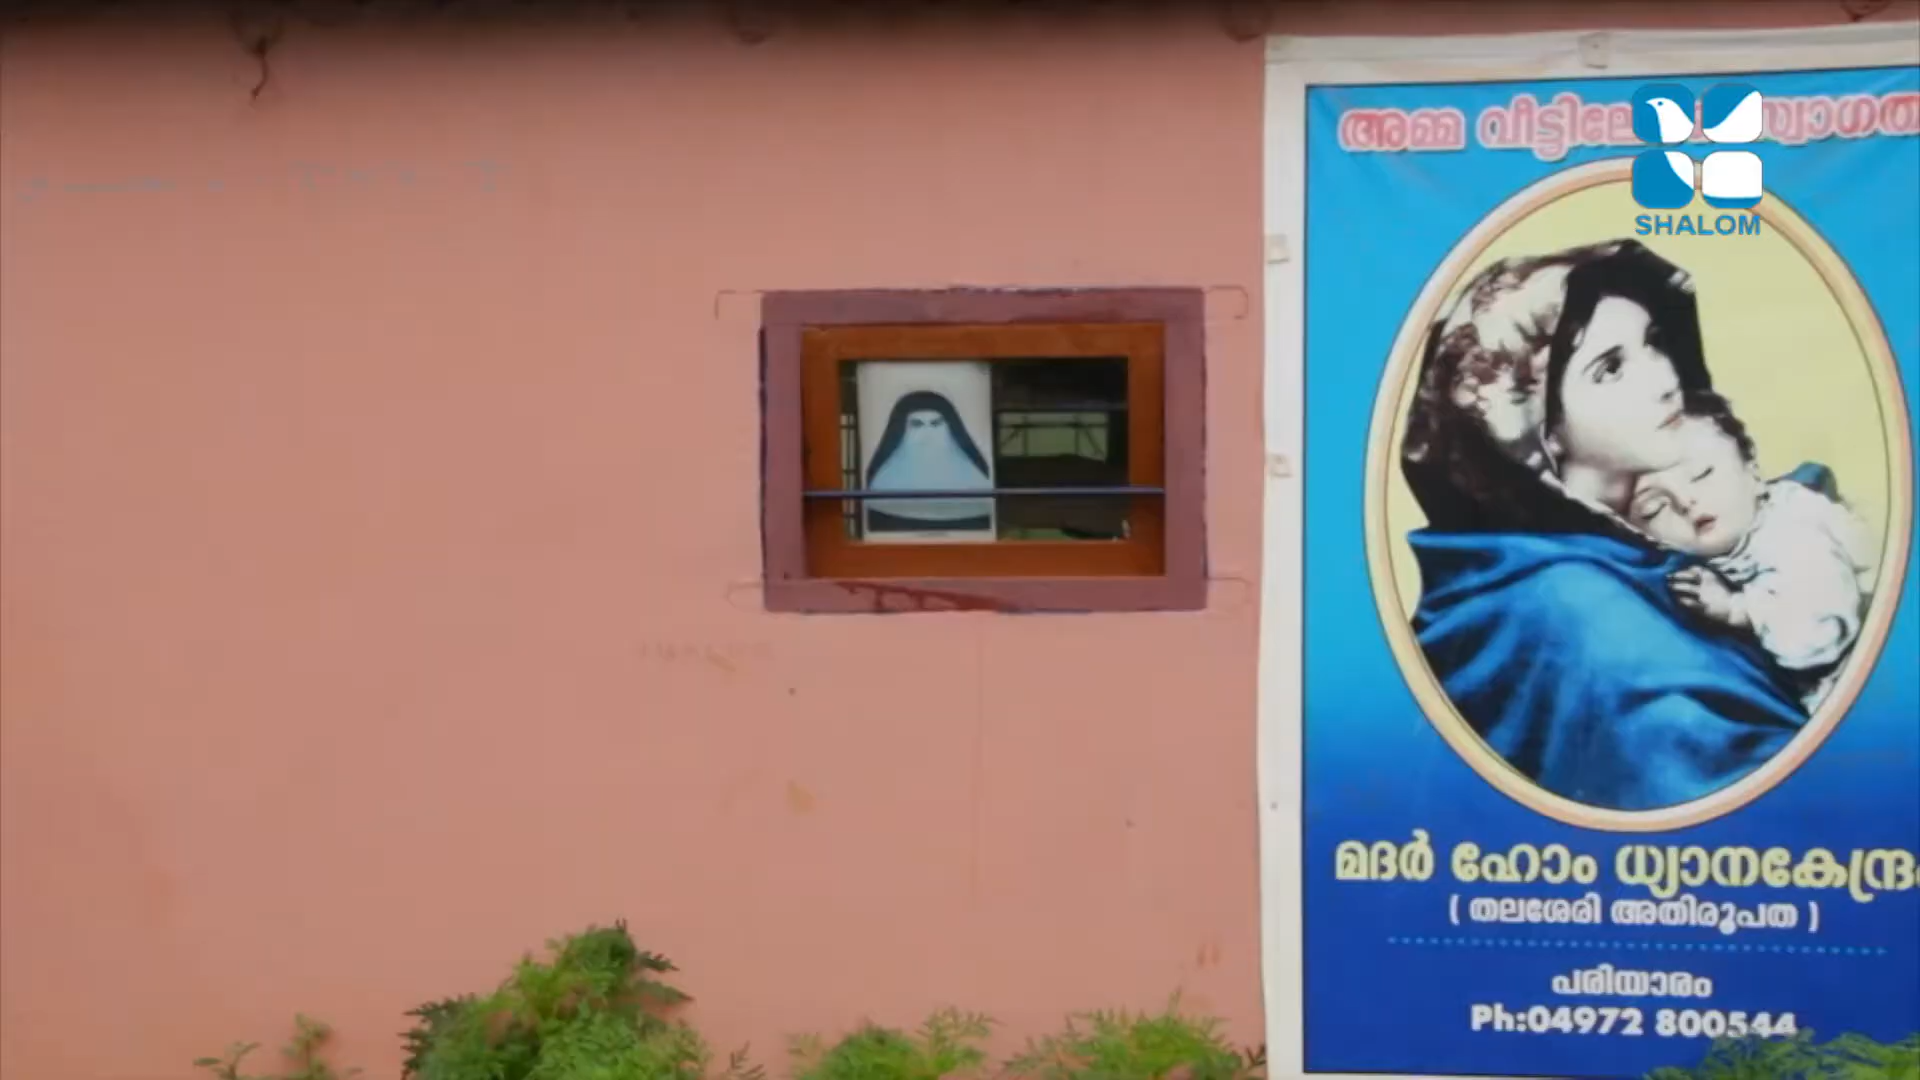 അമ്മ വീട്ടിലേ
SHALOM
മദർ ഹോം ധ്യാനകേന്ദ്രം
( തലശേരി അതിരൂപത )
പരിയാരം
Ph:04972 800544